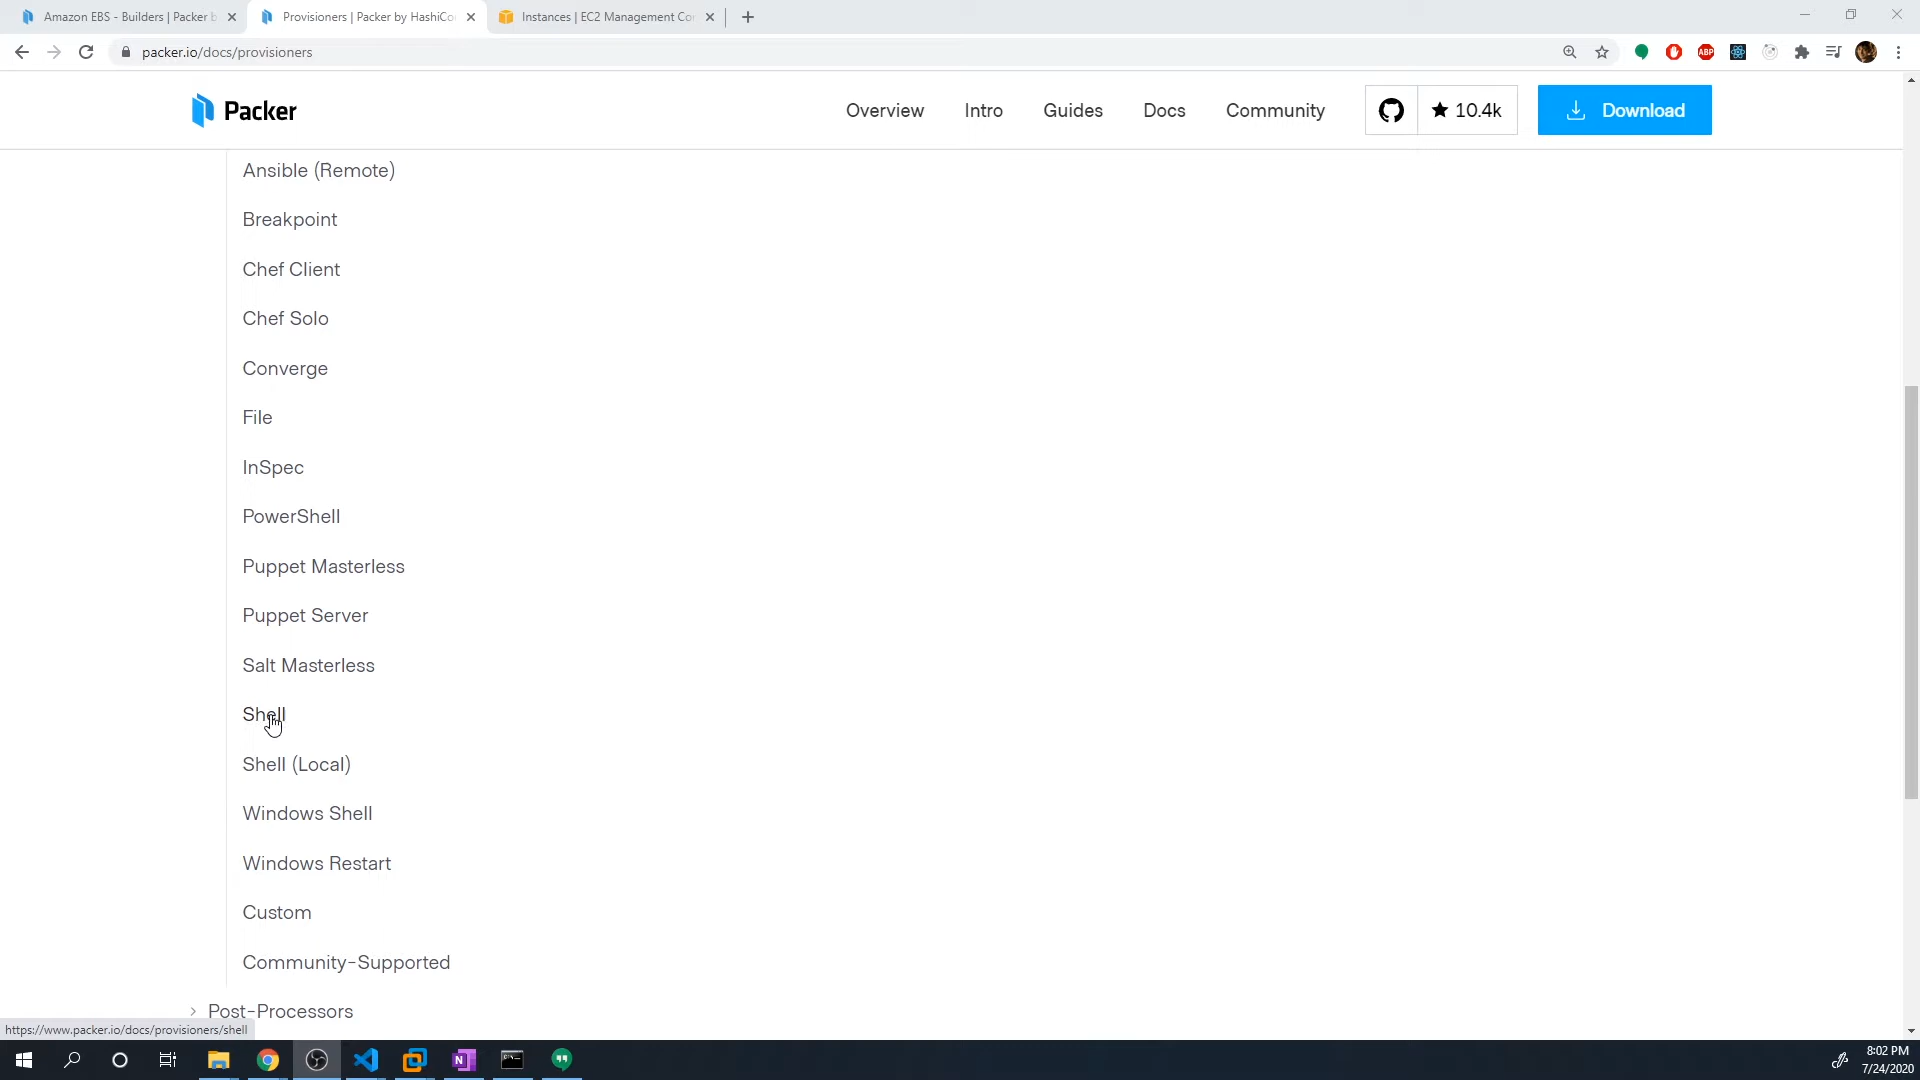 Amazon EBS - Builders | Packer b
Provisioners | Packer by HashiCo
Instances | EC2 Management Co
packer.io/docs/provisioners
ABP
Packer
Overview
Intro
Guides
Docs
Community
10.4k
Download
Ansible (Remote)
Breakpoint
Chef Client
Chef Solo
Converge
File
InSpec
PowerShell
Puppet Masterless
Puppet Server
Salt Masterless
Shell
Shell (Local)
Windows Shell
Windows Restart
Custom
Community-Supported
Post-Processors
https://www.packer.io/docs/provisioners/shell
N
8:02 PM
7/24/2020